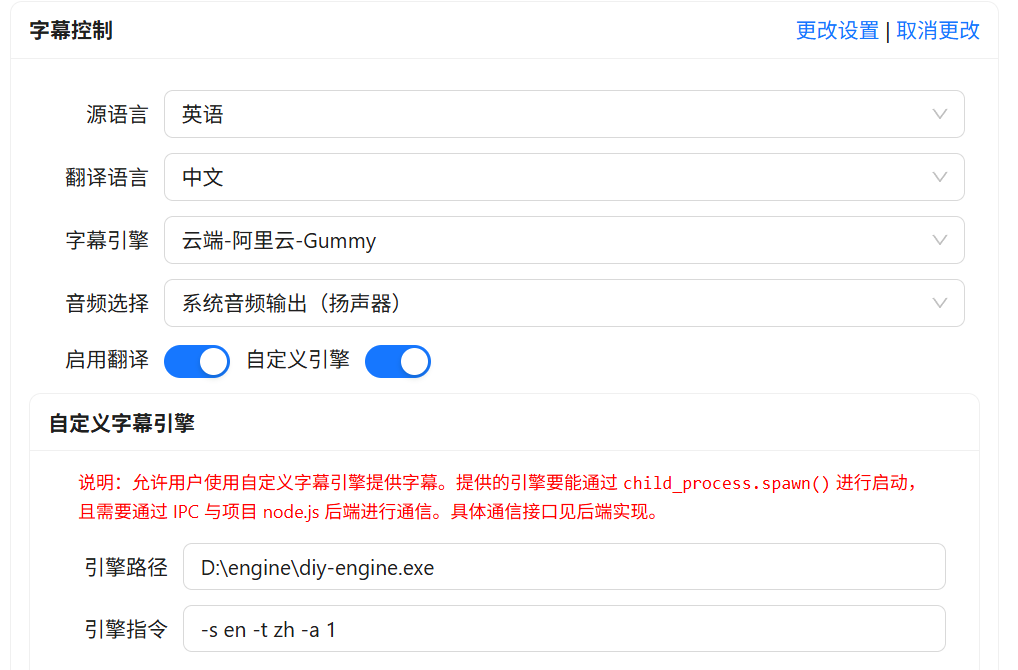 字幕控制
更改设置 | 取消更改
源语言 英语
翻译语言 中文
字幕引擎 云端-阿里云-Gummy
音频选择 系统音频输出（扬声器）
启用翻译 自定义引擎
自定义字幕引擎
说明：允许用户使用自定义字幕引擎提供字幕。提供的引擎要能通过 child_process.spawn() 进行启动，
且需要通过 IPC 与项目 node.js 后端进行通信。具体通信接口见后端实现。
引擎路径 D:\engine\diy-engine.exe
引擎指令 -s en -t zh -a 1